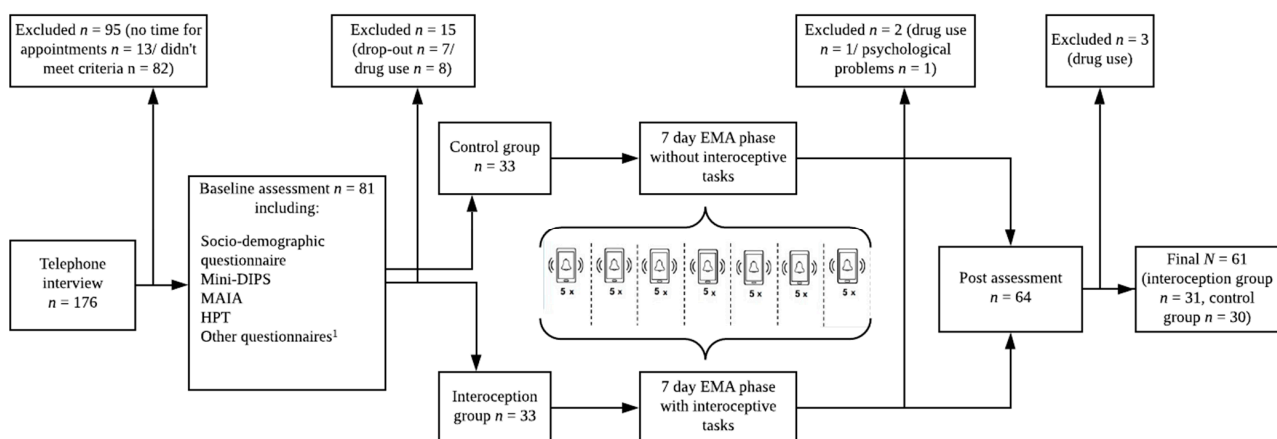 Excluded n = 95 (no time for
appointments n = 13/ didn't
meet criteria n = 82)
Excluded n = 15
(drop-out n = 7/
drug use n = 8)
Excluded n = 2 (drug use
n = 1/ psychological
problems n = 1)
Excluded n = 3
(drug use)
Telephone
interview
n = 176
Baseline assessment n = 81
including:
Socio-demographic
questionnaire
Mini-DIPS
MAIA
HPT
Other questionnaires¹
Control group
n = 33
7 day EMA phase
without interoceptive
tasks
5 x
5 x
5 x
5 x
5 x
5 x
5 x
Interoception
group n = 33
7 day EMA phase
with interoceptive
tasks
Post assessment
n = 64
Final N = 61
(interoception group
n = 31, control
group n = 30)